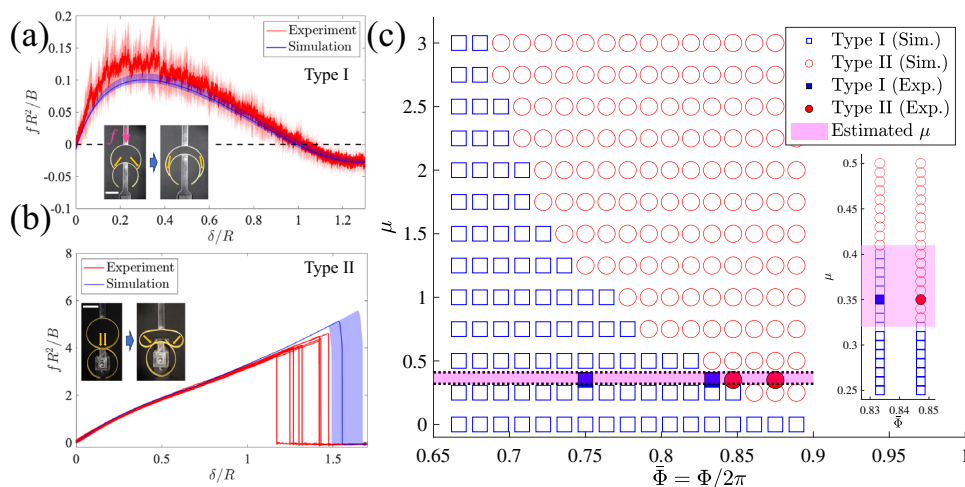 (a)
fR²/B
0.2
0.15
0.1
0.05
0
-0.05
-0.1
Experiment
Simulation
Type I
f
0
0.2
0.4
0.6
0.8
1.0
1.2
δ/R
(b)
fR²/B
8
6
4
2
0
Experiment
Simulation
Type II
0
0.5
1.0
1.5
δ/R
(c)
μ
3
2.5
2
1.5
1
0.5
0
0.65
0.7
0.75
0.8
0.85
0.9
0.95
1
Φ̄ = Φ/2π
Type I (Sim.)
Type II (Sim.)
Type I (Exp.)
Type II (Exp.)
Estimated μ
μ
0.5
0.45
0.4
0.35
0.3
0.25
0.83
0.84
0.85
Φ̄